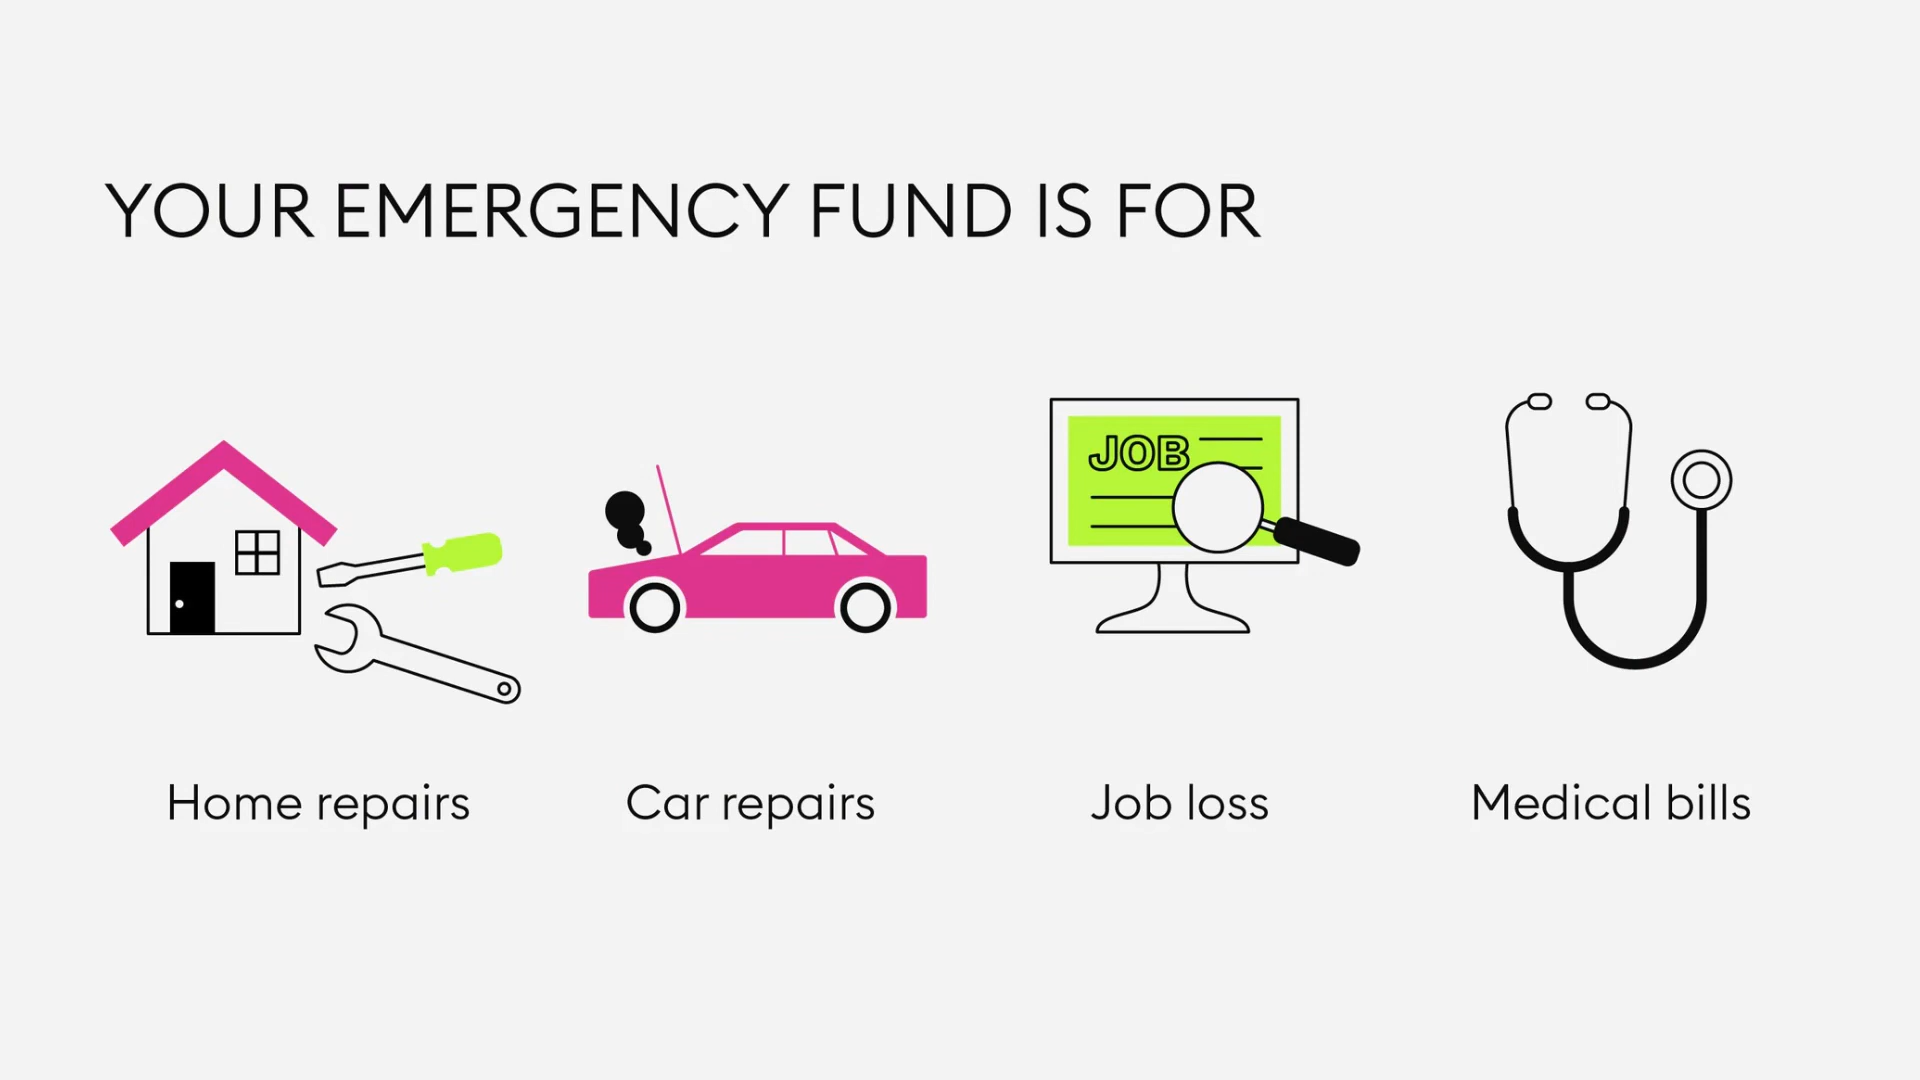 YOUR EMERGENCY FUND IS FOR
JOB
Home repairs
Car repairs
Job loss
Medical bills